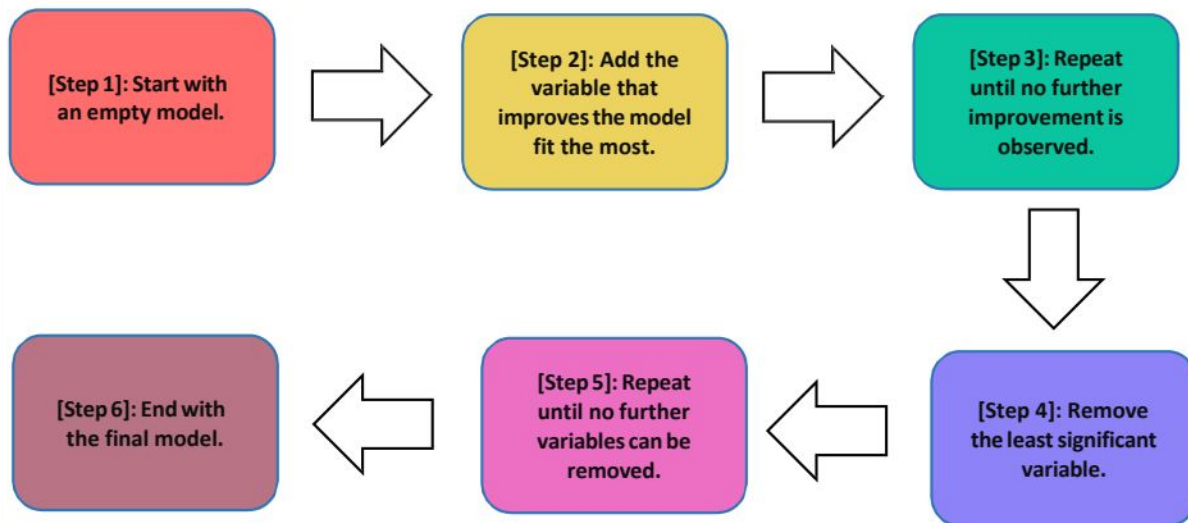 [Step 1]: Start with
an empty model.
[Step 2]: Add the
variable that
improves the model
fit the most.
[Step 3]: Repeat
until no further
improvement is
observed.
[Step 4]: Remove
the least significant
variable.
[Step 5]: Repeat
until no further
variables can be
removed.
[Step 6]: End with
the final model.